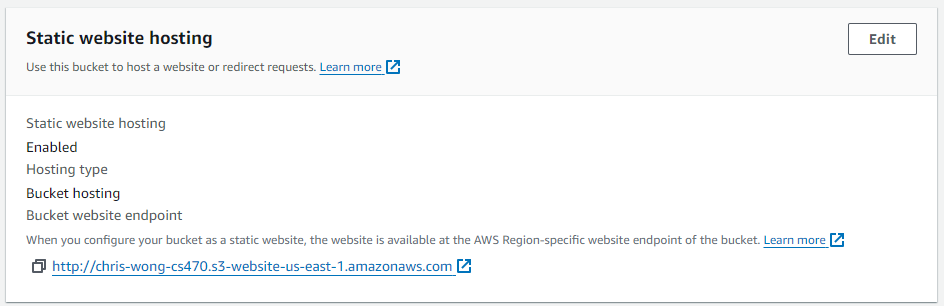 Static website hosting
Edit
Use this bucket to host a website or redirect requests. Learn more
Static website hosting
Enabled
Hosting type
Bucket hosting
Bucket website endpoint
When you configure your bucket as a static website, the website is available at the AWS Region-specific website endpoint of the bucket. Learn more
http://chris-wong-cs470.s3-website-us-east-1.amazonaws.com